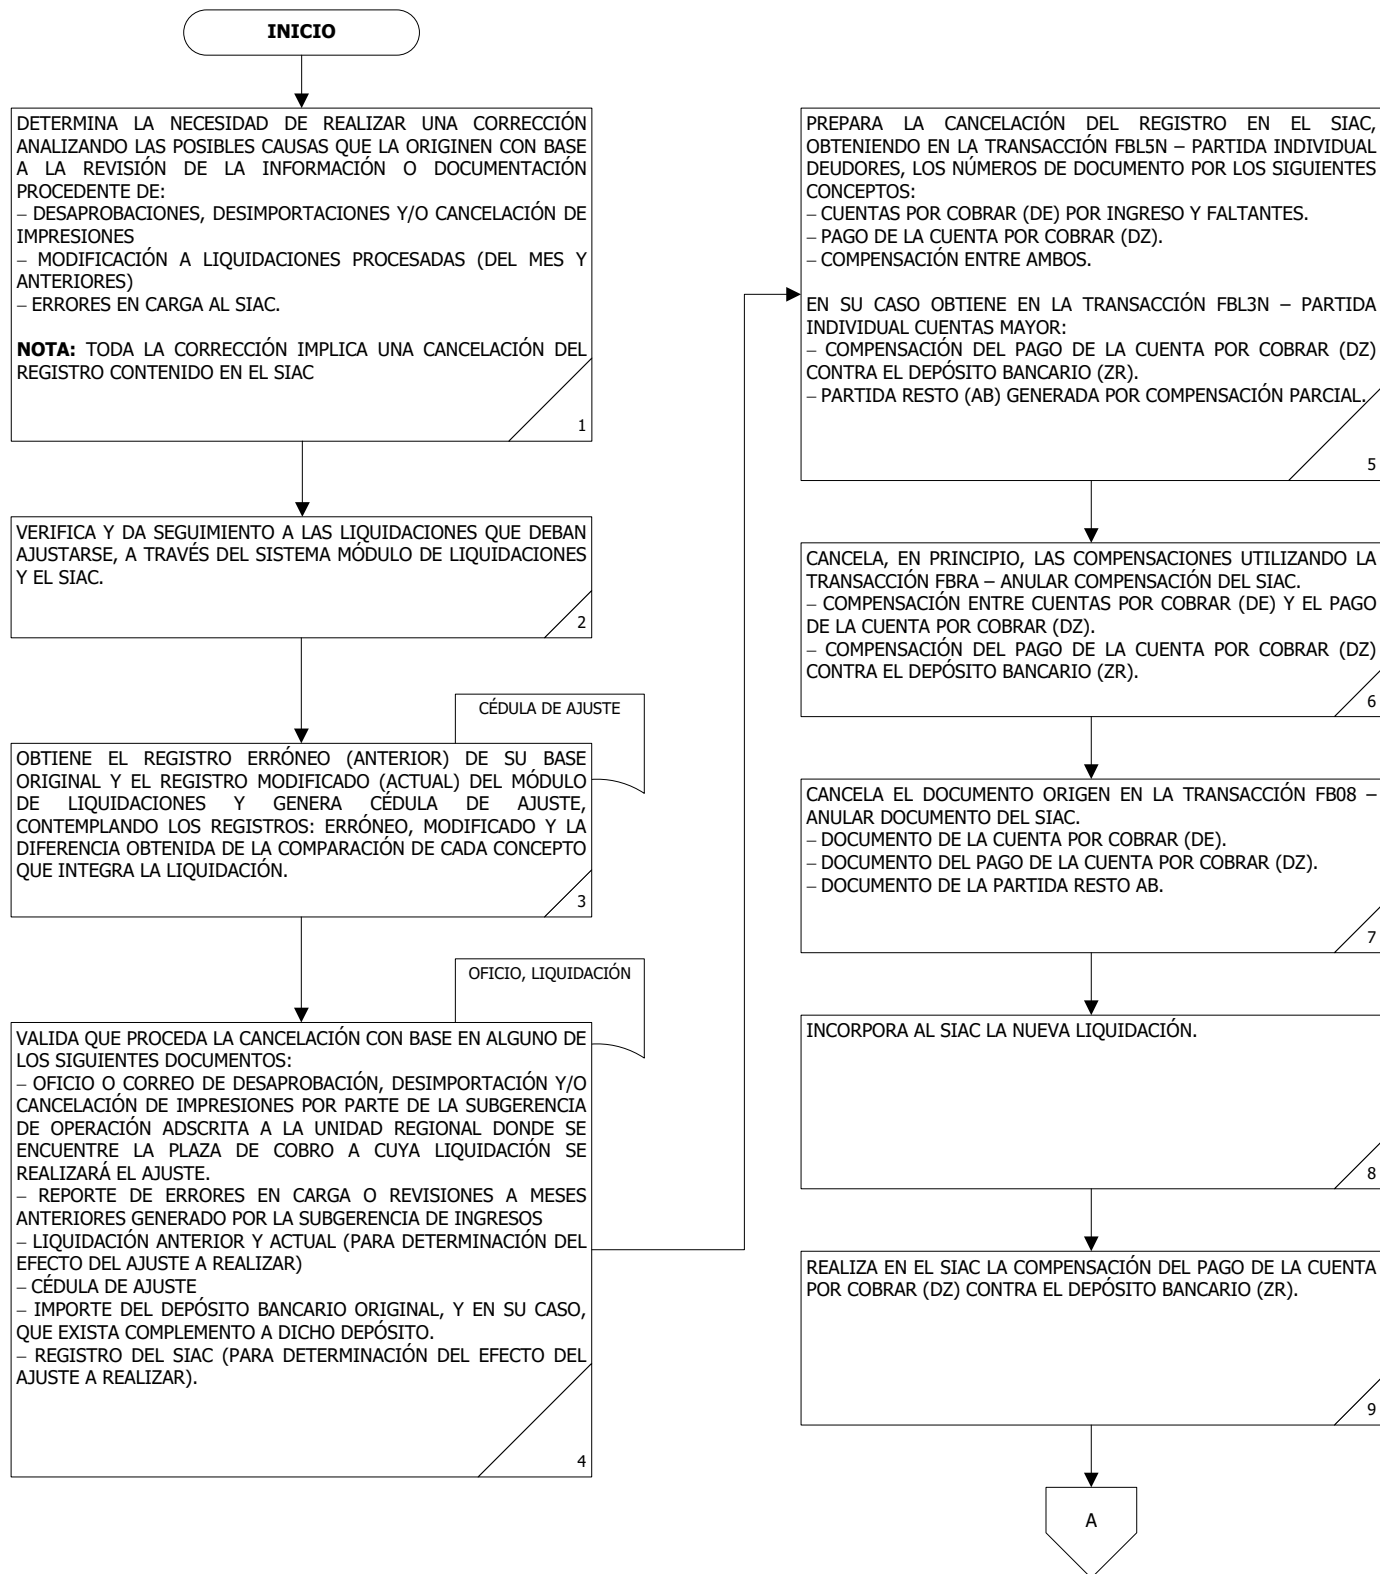 INICIO
DETERMINA LA NECESIDAD DE REALIZAR UNA CORRECCIÓN
ANALIZANDO LAS POSIBLES CAUSAS QUE LA ORIGINEN CON BASE
A LA REVISIÓN DE LA INFORMACIÓN O DOCUMENTACIÓN
PROCEDENTE DE:
– DESAPROBACIONES, DESIMPORTACIONES Y/O CANCELACIÓN DE
IMPRESIONES
– MODIFICACIÓN A LIQUIDACIONES PROCESADAS (DEL MES Y
ANTERIORES)
– ERRORES EN CARGA AL SIAC.
NOTA: TODA LA CORRECCIÓN IMPLICA UNA CANCELACIÓN DEL
REGISTRO CONTENIDO EN EL SIAC
1
VERIFICA Y DA SEGUIMIENTO A LAS LIQUIDACIONES QUE DEBAN
AJUSTARSE, A TRAVÉS DEL SISTEMA MÓDULO DE LIQUIDACIONES
Y EL SIAC.
2
CÉDULA DE AJUSTE
OBTIENE EL REGISTRO ERRÓNEO (ANTERIOR) DE SU BASE
ORIGINAL Y EL REGISTRO MODIFICADO (ACTUAL) DEL MÓDULO
DE LIQUIDACIONES Y GENERA CÉDULA DE AJUSTE,
CONTEMPLANDO LOS REGISTROS: ERRÓNEO, MODIFICADO Y LA
DIFERENCIA OBTENIDA DE LA COMPARACIÓN DE CADA CONCEPTO
QUE INTEGRA LA LIQUIDACIÓN.
3
OFICIO, LIQUIDACIÓN
VALIDA QUE PROCEDA LA CANCELACIÓN CON BASE EN ALGUNO DE
LOS SIGUIENTES DOCUMENTOS:
– OFICIO O CORREO DE DESAPROBACIÓN, DESIMPORTACIÓN Y/O
CANCELACIÓN DE IMPRESIONES POR PARTE DE LA SUBGERENCIA
DE OPERACIÓN ADSCRITA A LA UNIDAD REGIONAL DONDE SE
ENCUENTRE LA PLAZA DE COBRO A CUYA LIQUIDACIÓN SE
REALIZARÁ EL AJUSTE.
– REPORTE DE ERRORES EN CARGA O REVISIONES A MESES
ANTERIORES GENERADO POR LA SUBGERENCIA DE INGRESOS
– LIQUIDACIÓN ANTERIOR Y ACTUAL (PARA DETERMINACIÓN DEL
EFECTO DEL AJUSTE A REALIZAR)
– CÉDULA DE AJUSTE
– IMPORTE DEL DEPÓSITO BANCARIO ORIGINAL, Y EN SU CASO,
QUE EXISTA COMPLEMENTO A DICHO DEPÓSITO.
– REGISTRO DEL SIAC (PARA DETERMINACIÓN DEL EFECTO DEL
AJUSTE A REALIZAR).
4
PREPARA LA CANCELACIÓN DEL REGISTRO EN EL SIAC,
OBTENIENDO EN LA TRANSACCIÓN FBL5N – PARTIDA INDIVIDUAL
DEUDORES, LOS NÚMEROS DE DOCUMENTO POR LOS SIGUIENTES
CONCEPTOS:
– CUENTAS POR COBRAR (DE) POR INGRESO Y FALTANTES.
– PAGO DE LA CUENTA POR COBRAR (DZ).
– COMPENSACIÓN ENTRE AMBOS.
EN SU CASO OBTIENE EN LA TRANSACCIÓN FBL3N – PARTIDA
INDIVIDUAL CUENTAS MAYOR:
– COMPENSACIÓN DEL PAGO DE LA CUENTA POR COBRAR (DZ)
CONTRA EL DEPÓSITO BANCARIO (ZR).
– PARTIDA RESTO (AB) GENERADA POR COMPENSACIÓN PARCIAL.
5
CANCELA, EN PRINCIPIO, LAS COMPENSACIONES UTILIZANDO LA
TRANSACCIÓN FBRA – ANULAR COMPENSACIÓN DEL SIAC.
– COMPENSACIÓN ENTRE CUENTAS POR COBRAR (DE) Y EL PAGO
DE LA CUENTA POR COBRAR (DZ).
– COMPENSACIÓN DEL PAGO DE LA CUENTA POR COBRAR (DZ)
CONTRA EL DEPÓSITO BANCARIO (ZR).
6
CANCELA EL DOCUMENTO ORIGEN EN LA TRANSACCIÓN FB08 –
ANULAR DOCUMENTO DEL SIAC.
– DOCUMENTO DE LA CUENTA POR COBRAR (DE).
– DOCUMENTO DEL PAGO DE LA CUENTA POR COBRAR (DZ).
– DOCUMENTO DE LA PARTIDA RESTO AB.
7
INCORPORA AL SIAC LA NUEVA LIQUIDACIÓN.
8
REALIZA EN EL SIAC LA COMPENSACIÓN DEL PAGO DE LA CUENTA
POR COBRAR (DZ) CONTRA EL DEPÓSITO BANCARIO (ZR).
9
A